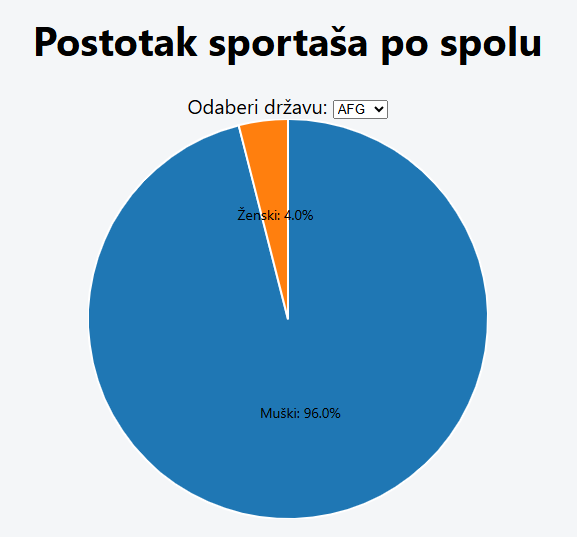 Postotak sportaša po spolu
Odaberi državu: AFG
Ženski: 4.0%
Muški: 96.0%